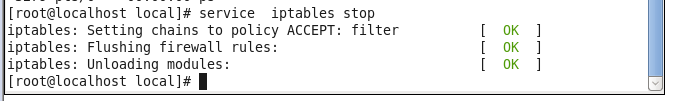 [root@localhost local]# service  iptables stop
iptables: Setting chains to policy ACCEPT: filter          [  OK  ]
iptables: Flushing firewall rules:                         [  OK  ]
iptables: Unloading modules:                               [  OK  ]
[root@localhost local]#